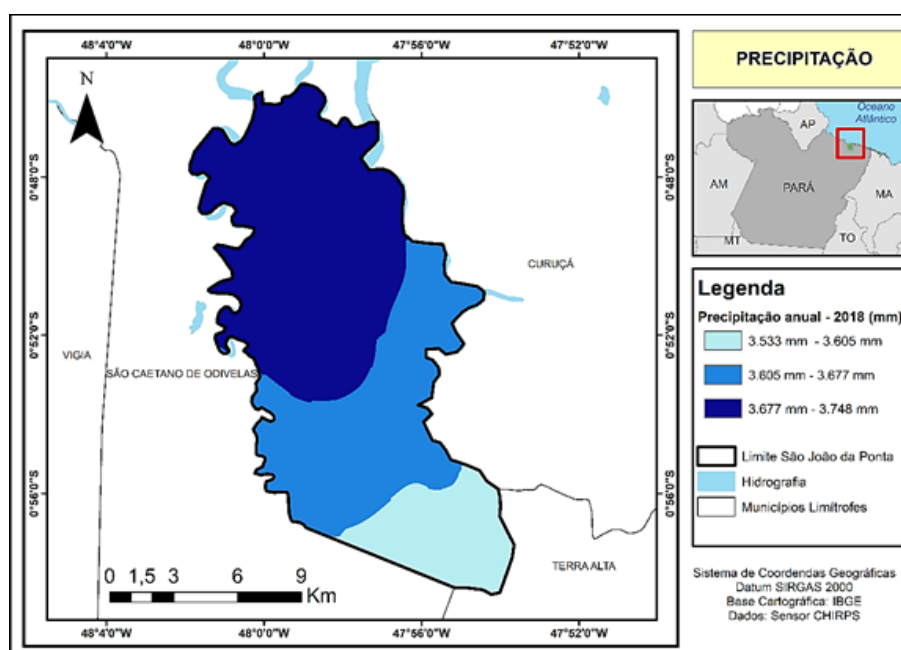 48°4'0"W 48°0'0"W 47°56'0"W 47°52'0"W
N
0°48'0"S
0°52'0"S
0°56'0"S
0°48'0"S
0°52'0"S
0°56'0"S
CURUÇÁ
VIGIA
SÃO CAETANO DE ODIVELAS
TERRA ALTA
0 1,5 3 6 9
Km
48°4'0"W 48°0'0"W 47°56'0"W 47°52'0"W
PRECIPITAÇÃO
Oceano
Atlântico
AP
AM
PARÁ
MA
MT
TO
Legenda
Precipitação anual - 2018 (mm)
3.533 mm - 3.605 mm
3.605 mm - 3.677 mm
3.677 mm - 3.748 mm
Limite São João da Ponta
Hidrografia
Municípios Limítrofes
Sistema de Coordendas Geográficas
Datum SIRGAS 2000
Base Cartográfica: IBGE
Dados: Sensor CHIRPS